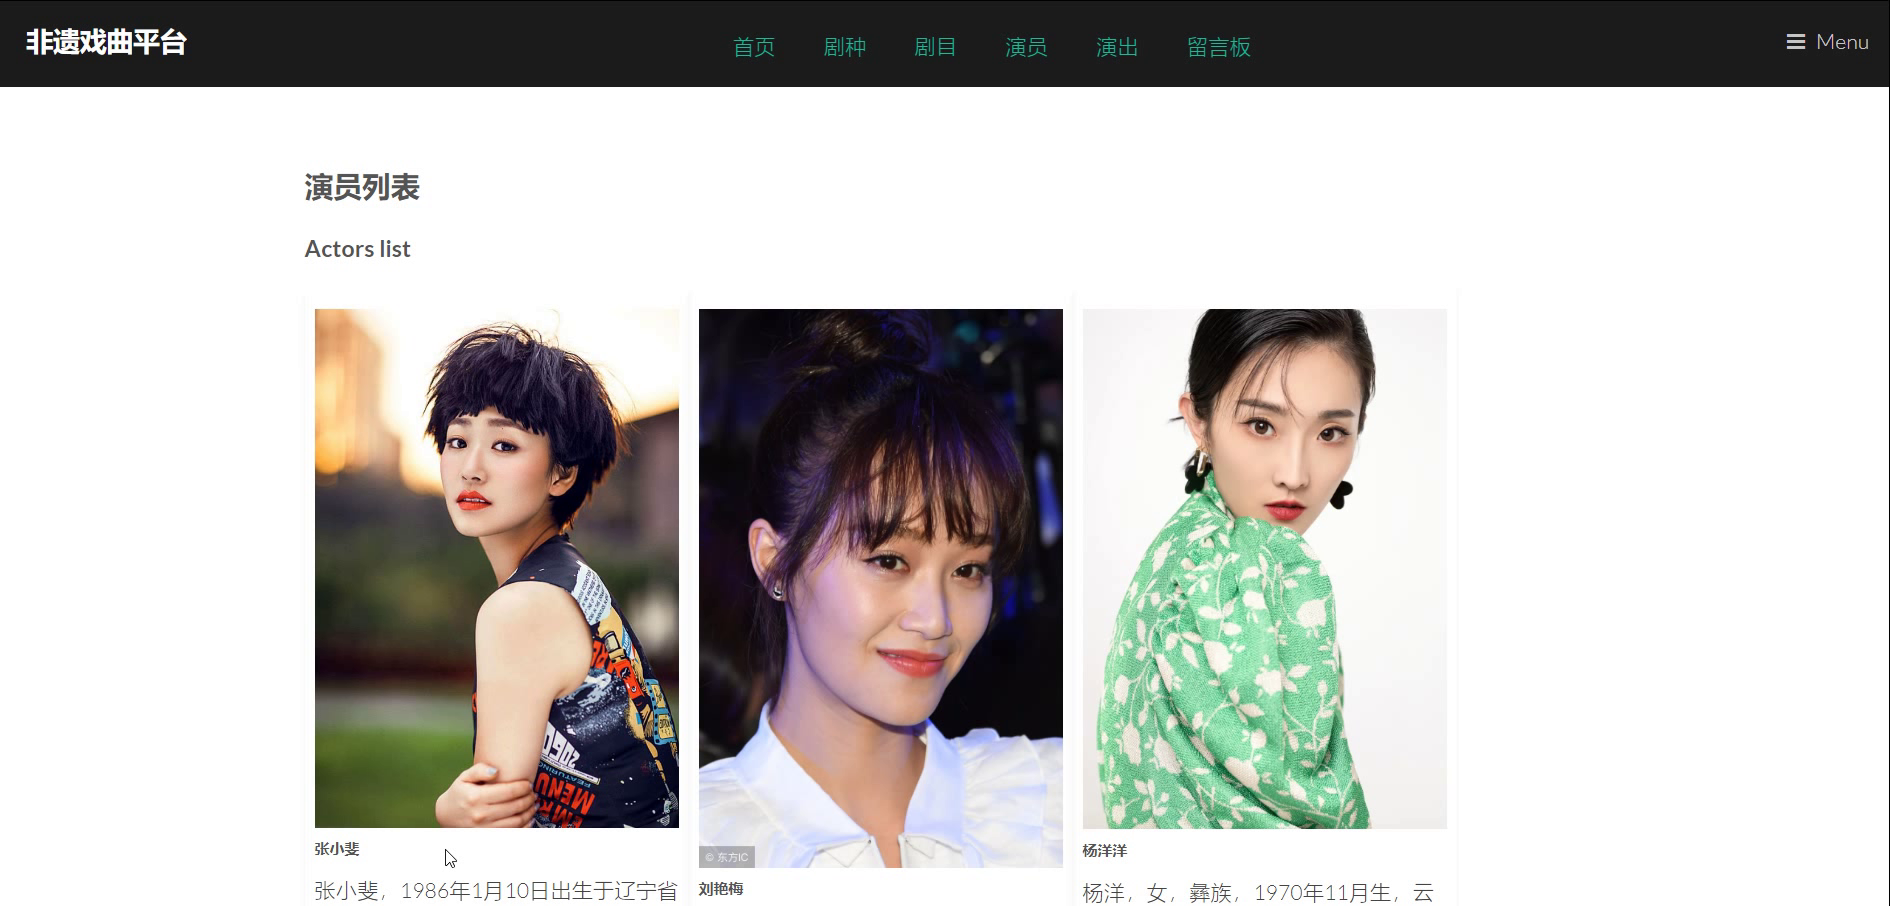 非遗戏曲平台
首页 剧种 剧目 演员 演出 留言板
Menu
演员列表
Actors list
2060
FEATURING
MENU
© 东方IC
张小斐
张小斐，1986年1月10日出生于辽宁省
刘艳梅
杨洋洋
杨洋，女，彝族，1970年11月生，云